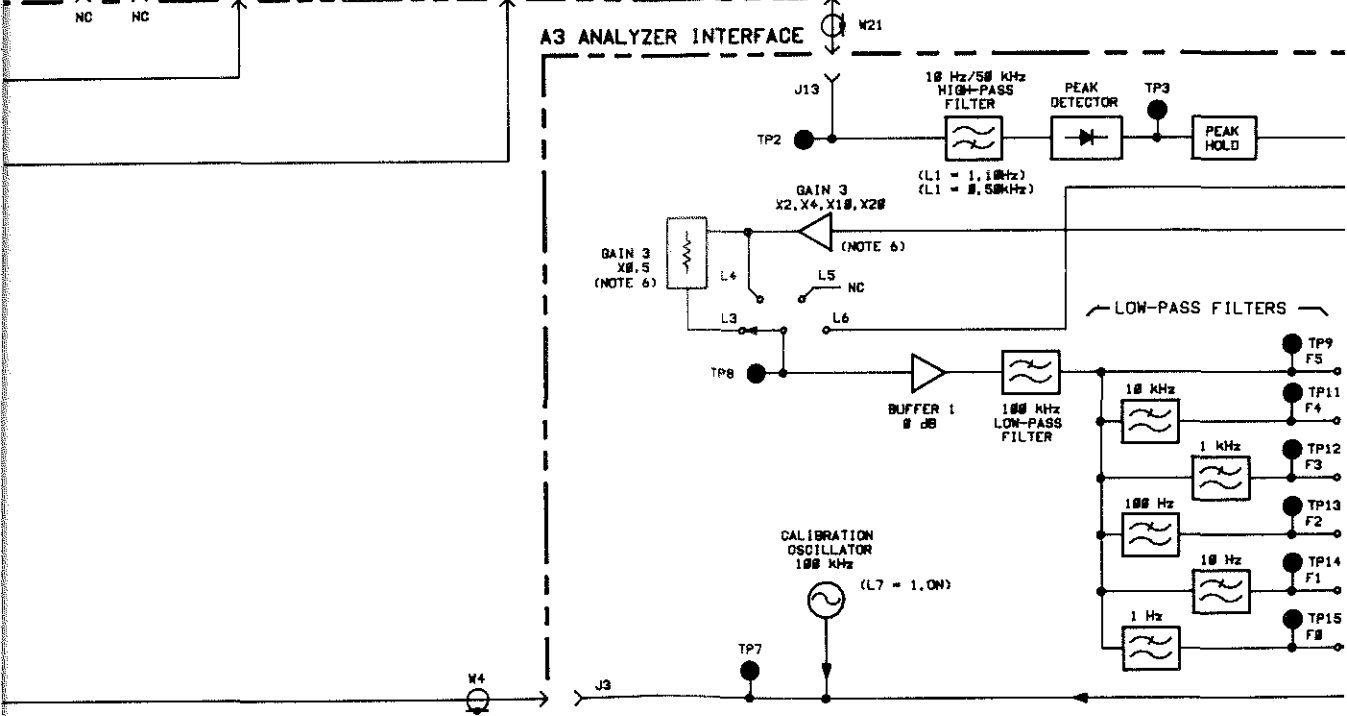 NC
NC
W21
A3 ANALYZER INTERFACE
J13
10 Hz/50 kHz
HIGH-PASS
FILTER
PEAK
DETECTOR
TP3
TP2
PEAK
HOLD
(L1 = 1,10Hz)
(L1 = 0,50kHz)
GAIN 3
X2,X4,X10,X20
(NOTE 6)
GAIN 3
X0.5
(NOTE 6)
L4
L5
NC
L3
L6
LOW-PASS FILTERS
TP8
BUFFER 1
0 dB
100 kHz
LOW-PASS
FILTER
TP9
F5
10 kHz
TP11
F4
1 kHz
TP12
F3
100 Hz
TP13
F2
10 Hz
TP14
F1
1 Hz
TP15
F0
CALIBRATION
OSCILLATOR
100 kHz
(L7 = 1,ON)
TP7
W4
J3